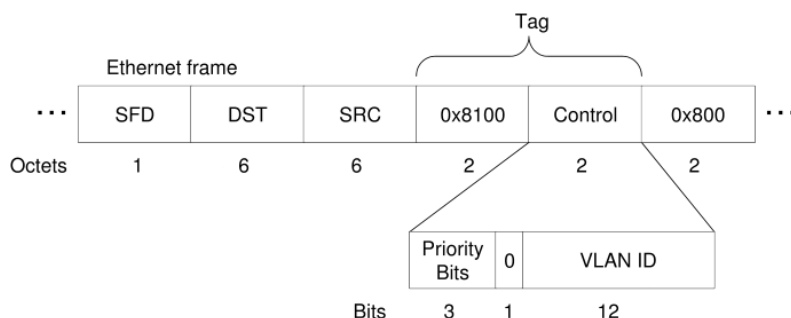 Tag
Ethernet frame
... SFD DST SRC 0x8100 Control 0x800 ...
Octets 1 6 6 2 2 2
Priority
Bits 0 VLAN ID
Bits 3 1 12